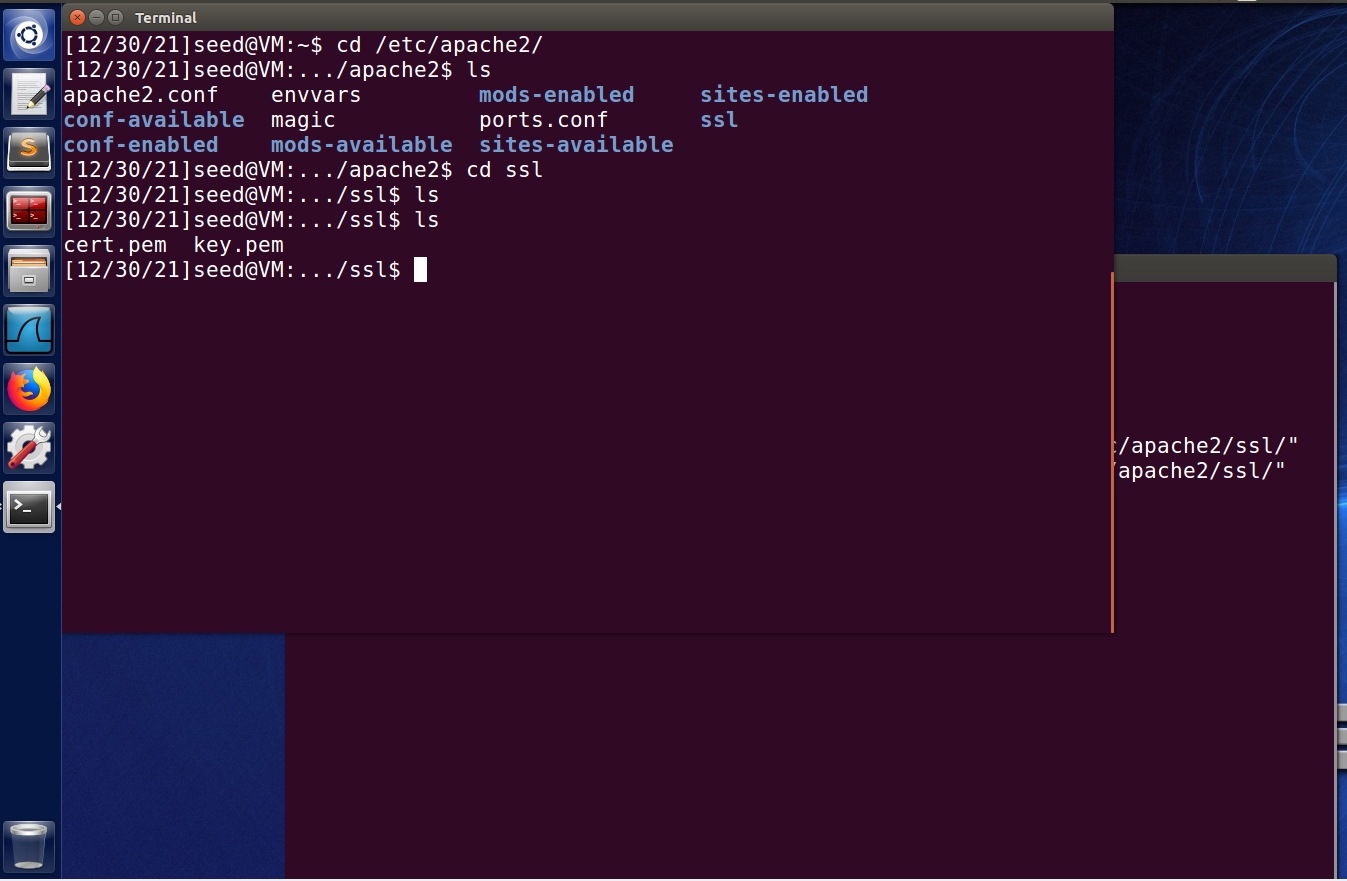 Terminal
[12/30/21]seed@VM:~$ cd /etc/apache2/
[12/30/21]seed@VM:.../apache2$ ls
apache2.conf    envvars         mods-enabled     sites-enabled
conf-available  magic           ports.conf       ssl
conf-enabled    mods-available  sites-available
[12/30/21]seed@VM:.../apache2$ cd ssl
[12/30/21]seed@VM:.../ssl$ ls
[12/30/21]seed@VM:.../ssl$ ls
cert.pem  key.pem
[12/30/21]seed@VM:.../ssl$
/apache2/ssl/"
/apache2/ssl/"